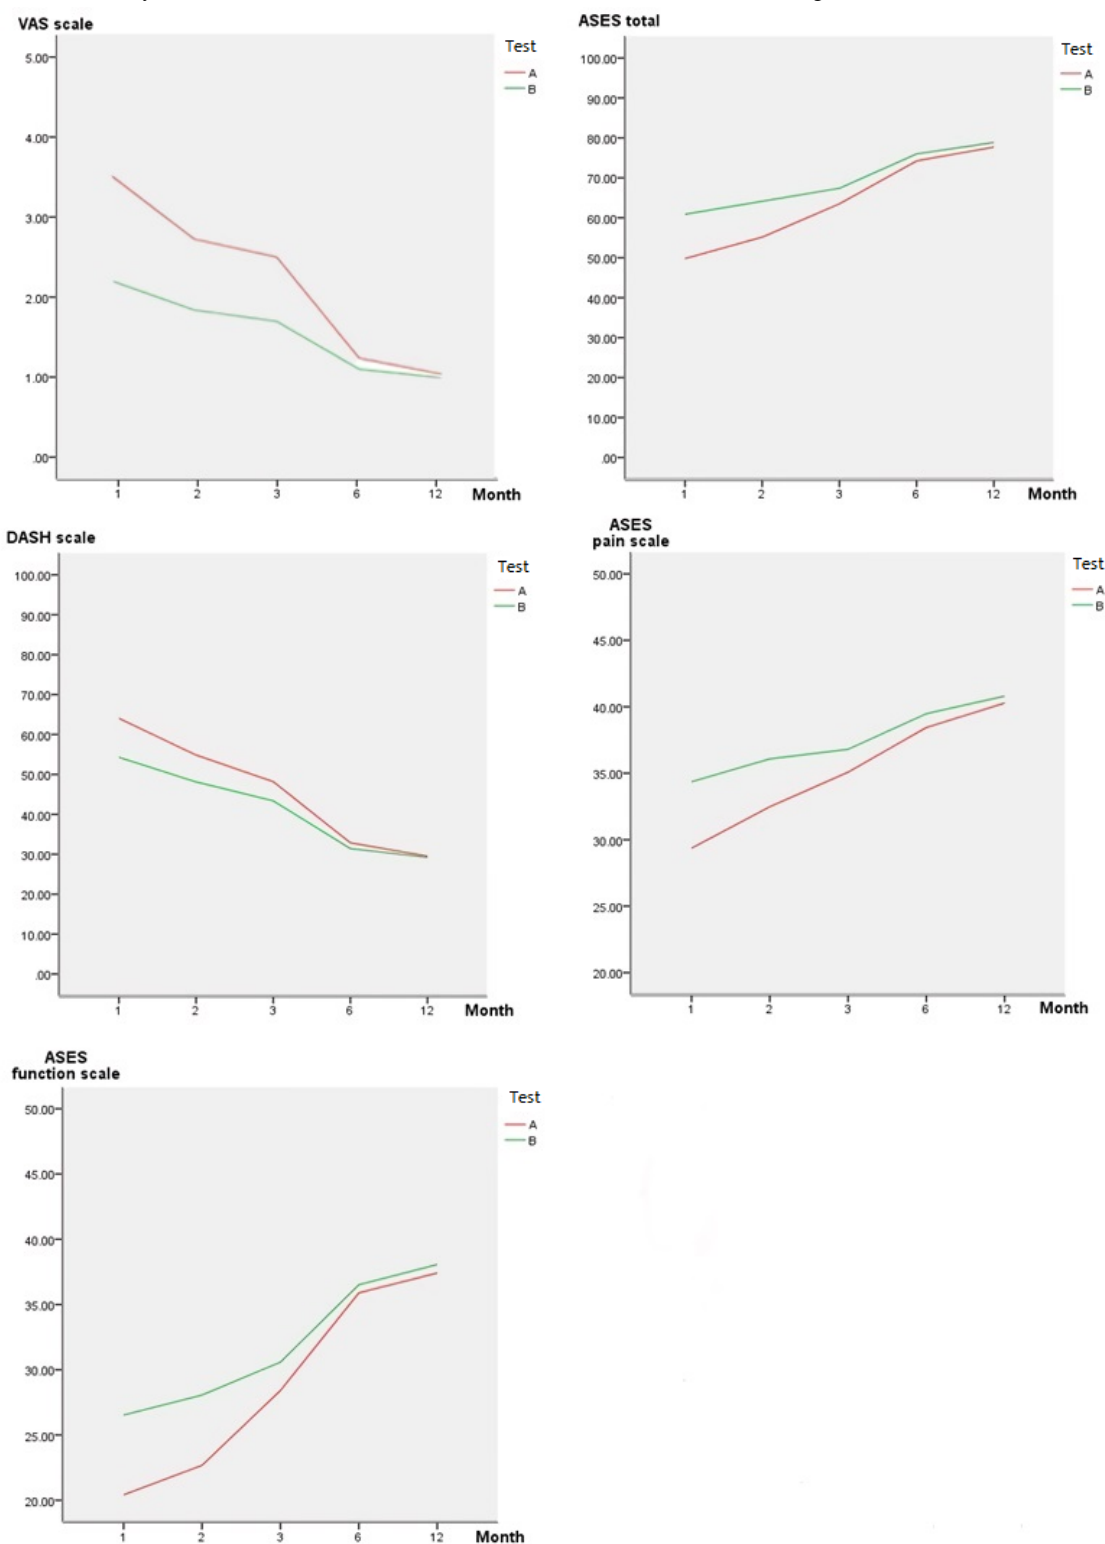 VAS scale
Test
A
B
5.00
4.00
3.00
2.00
1.00
.00
1 2 3 6 12 Month
ASES total
Test
A
B
100.00
90.00
80.00
70.00
60.00
50.00
40.00
30.00
20.00
10.00
.00
1 2 3 6 12 Month
DASH scale
Test
A
B
100.00
90.00
80.00
70.00
60.00
50.00
40.00
30.00
20.00
10.00
.00
1 2 3 6 12 Month
ASES
pain scale
Test
A
B
50.00
45.00
40.00
35.00
30.00
25.00
20.00
1 2 3 6 12 Month
ASES
function scale
Test
A
B
50.00
45.00
40.00
35.00
30.00
25.00
20.00
1 2 3 6 12 Month